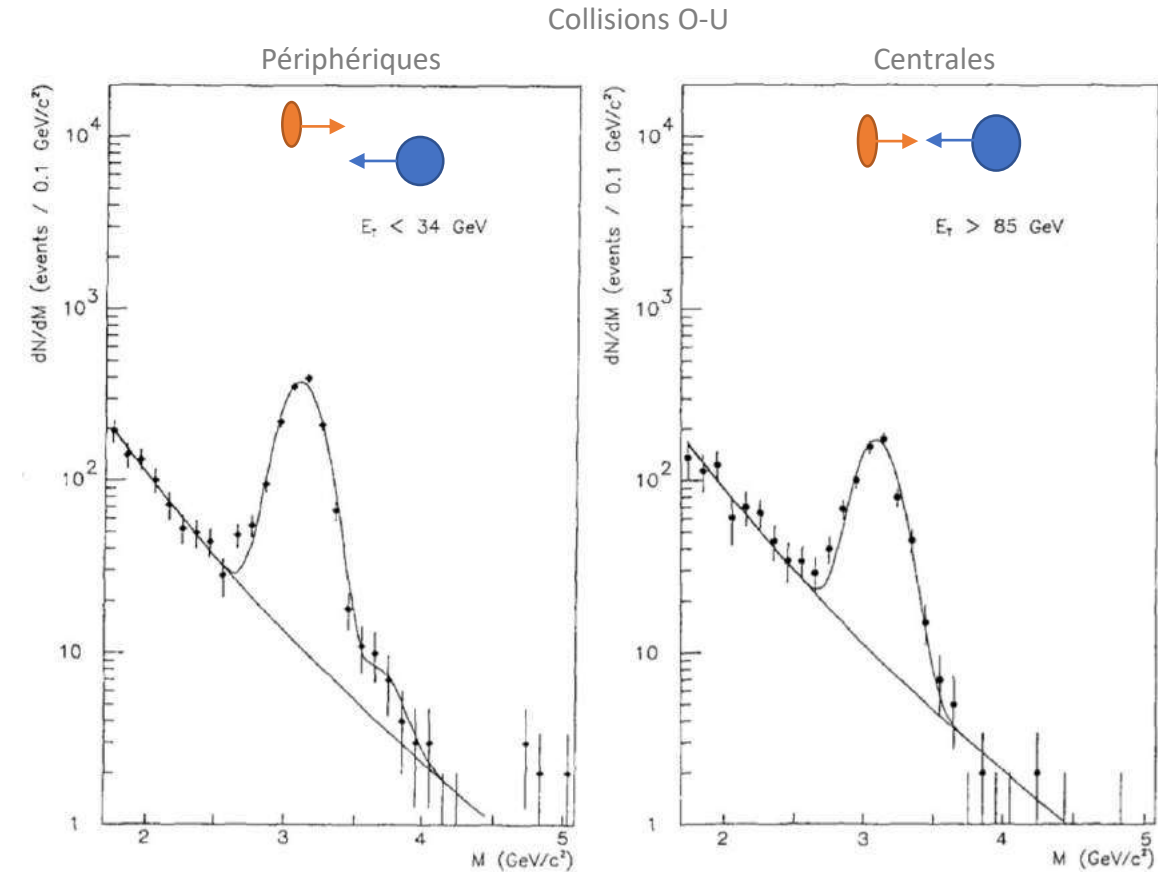 Collisions O-U
Périphériques
Centrales
dN/dM (events / 0.1 GeV/c²)
10⁴
10³
10²
10
1
E_T < 34 GeV
2
3
4
5
M (GeV/c²)
dN/dM (events / 0.1 GeV/c²)
10⁴
10³
10²
10
1
E_T > 85 GeV
2
3
4
5
M (GeV/c²)